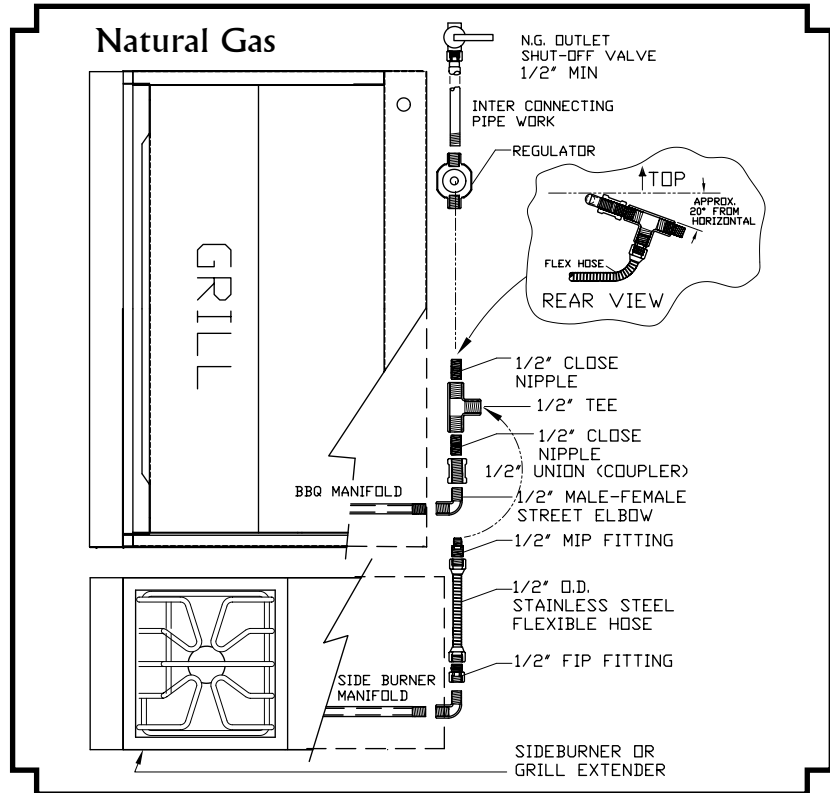 Natural Gas
N.G. OUTLET
SHUT-OFF VALVE
1/2" MIN
INTER CONNECTING
PIPE WORK
REGULATOR
TOP
APPROX.
20° FROM
HORIZONTAL
FLEX HOSE
REAR VIEW
GRILL
1/2" CLOSE
NIPPLE
1/2" TEE
1/2" CLOSE
NIPPLE
1/2" UNION (COUPLER)
BBQ MANIFOLD
1/2" MALE-FEMALE
STREET ELBOW
1/2" MIP FITTING
1/2" O.D.
STAINLESS STEEL
FLEXIBLE HOSE
1/2" FIP FITTING
SIDE BURNER
MANIFOLD
SIDEBURNER OR
GRILL EXTENDER